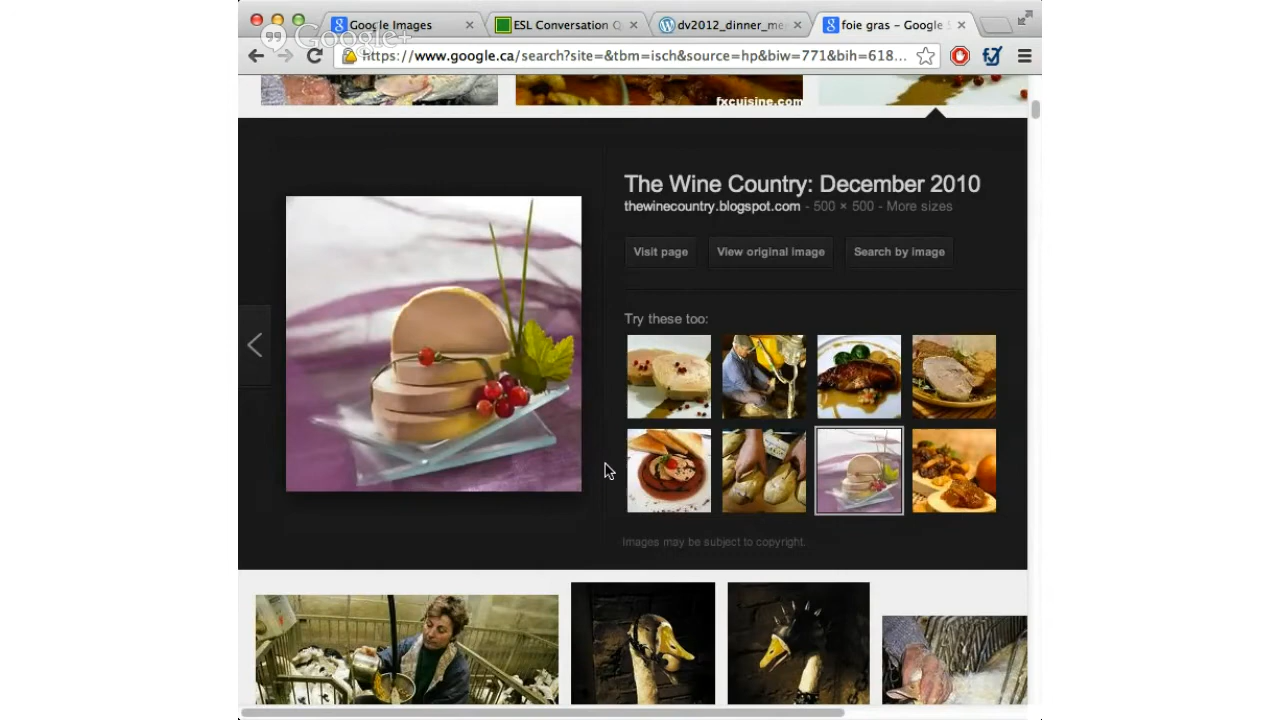 Google+
Google Images
ESL Conversation Q
dv2012_dinner_me
foie gras - Google S
https://www.google.ca/search?site=&tbm=isch&source=hp&biw=771&bih=618...
fxcuisine.com
The Wine Country: December 2010
thewinecountry.blogspot.com - 500 × 500 - More sizes
Visit page
View original image
Search by image
Try these too:
Images may be subject to copyright.